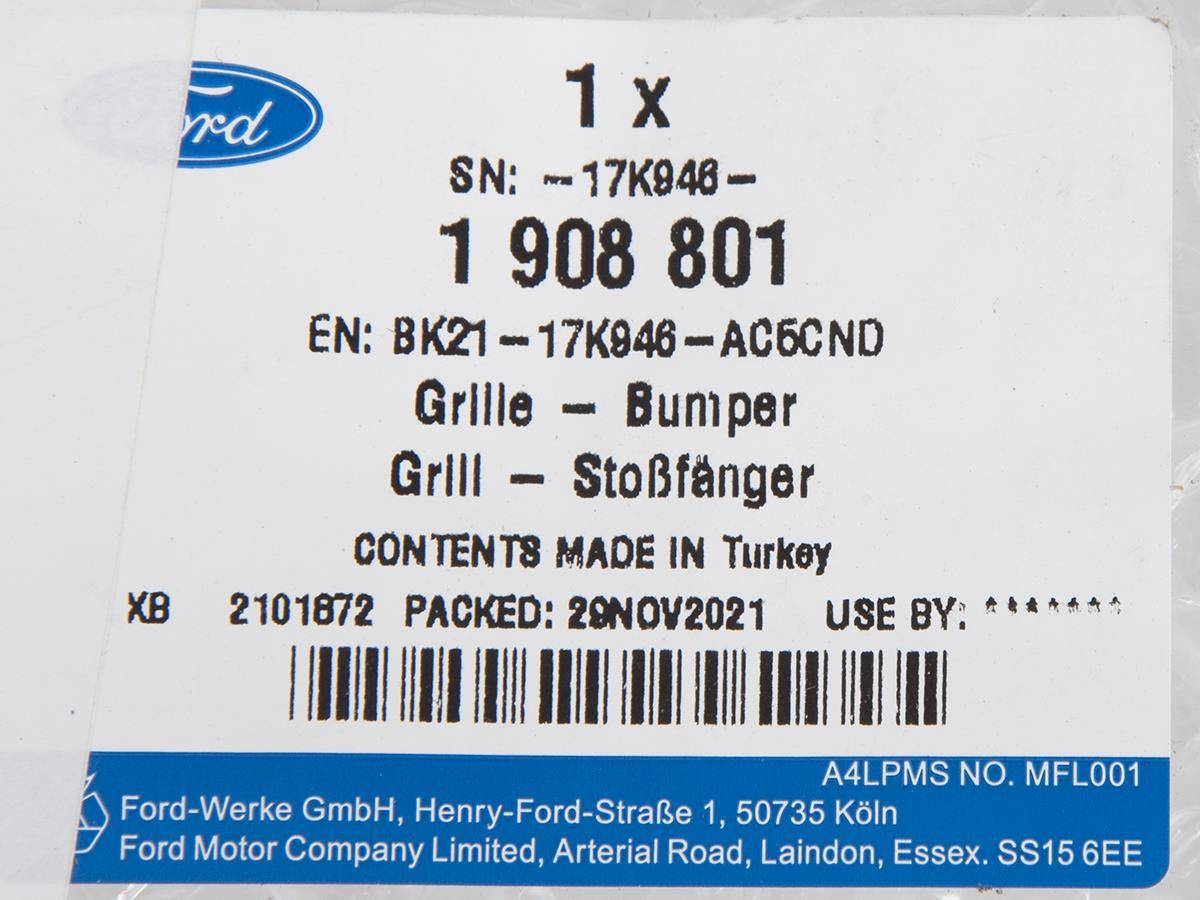 Ford
1 x
SN: -17K946-
1 908 801
EN: BK21-17K946-AC5CND
Grille - Bumper
Grill - Stoßfänger
CONTENTS MADE IN Turkey
XB 2101872 PACKED: 29NOV2021 USE BY: *******
A4LPMS NO. MFL001
Ford-Werke GmbH, Henry-Ford-Straße 1, 50735 Köln
Ford Motor Company Limited, Arterial Road, Laindon, Essex. SS15 6EE